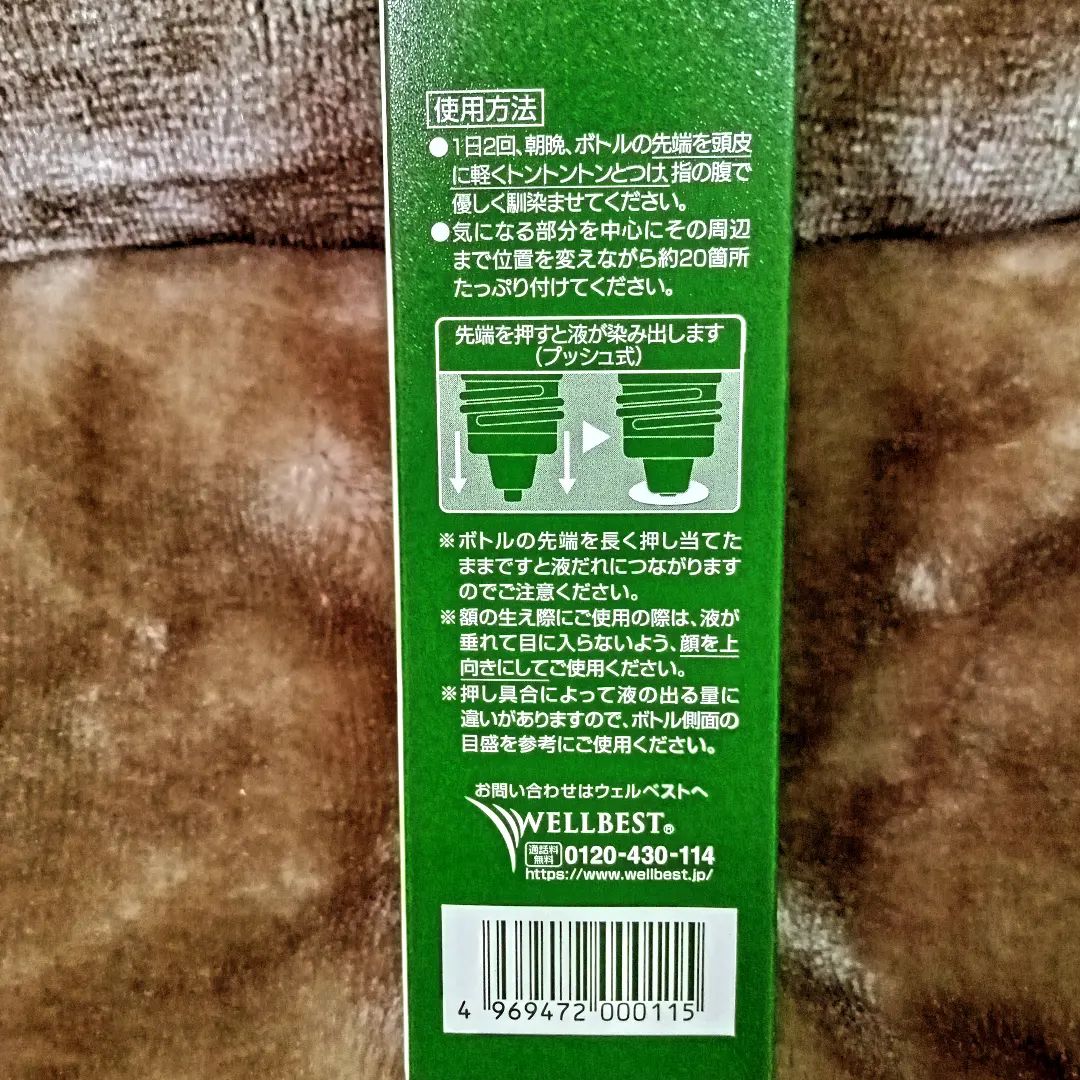 使用方法
●1日2回、朝晩、ボトルの先端を頭皮
に軽くトントントンとつけ、指の腹で
優しく馴染ませてください。
●気になる部分を中心にその周辺
まで位置を変えながら約20箇所
たっぷり付けてください。
先端を押すと液が染み出します
(プッシュ式)
※ボトルの先端を長く押し当てた
ままですと液だれにつながります
のでご注意ください。
※額の生え際にご使用の際は、液が
垂れて目に入らないよう、顔を上
向きにしてご使用ください。
※押し具合によって液の出る量に
違いがありますので、ボトル側面の
目盛を参考にご使用ください。
お問い合わせはウェルベストへ
WELLBEST®
通話料
無料
0120-430-114
https://www.wellbest.jp/
4 969472 000115